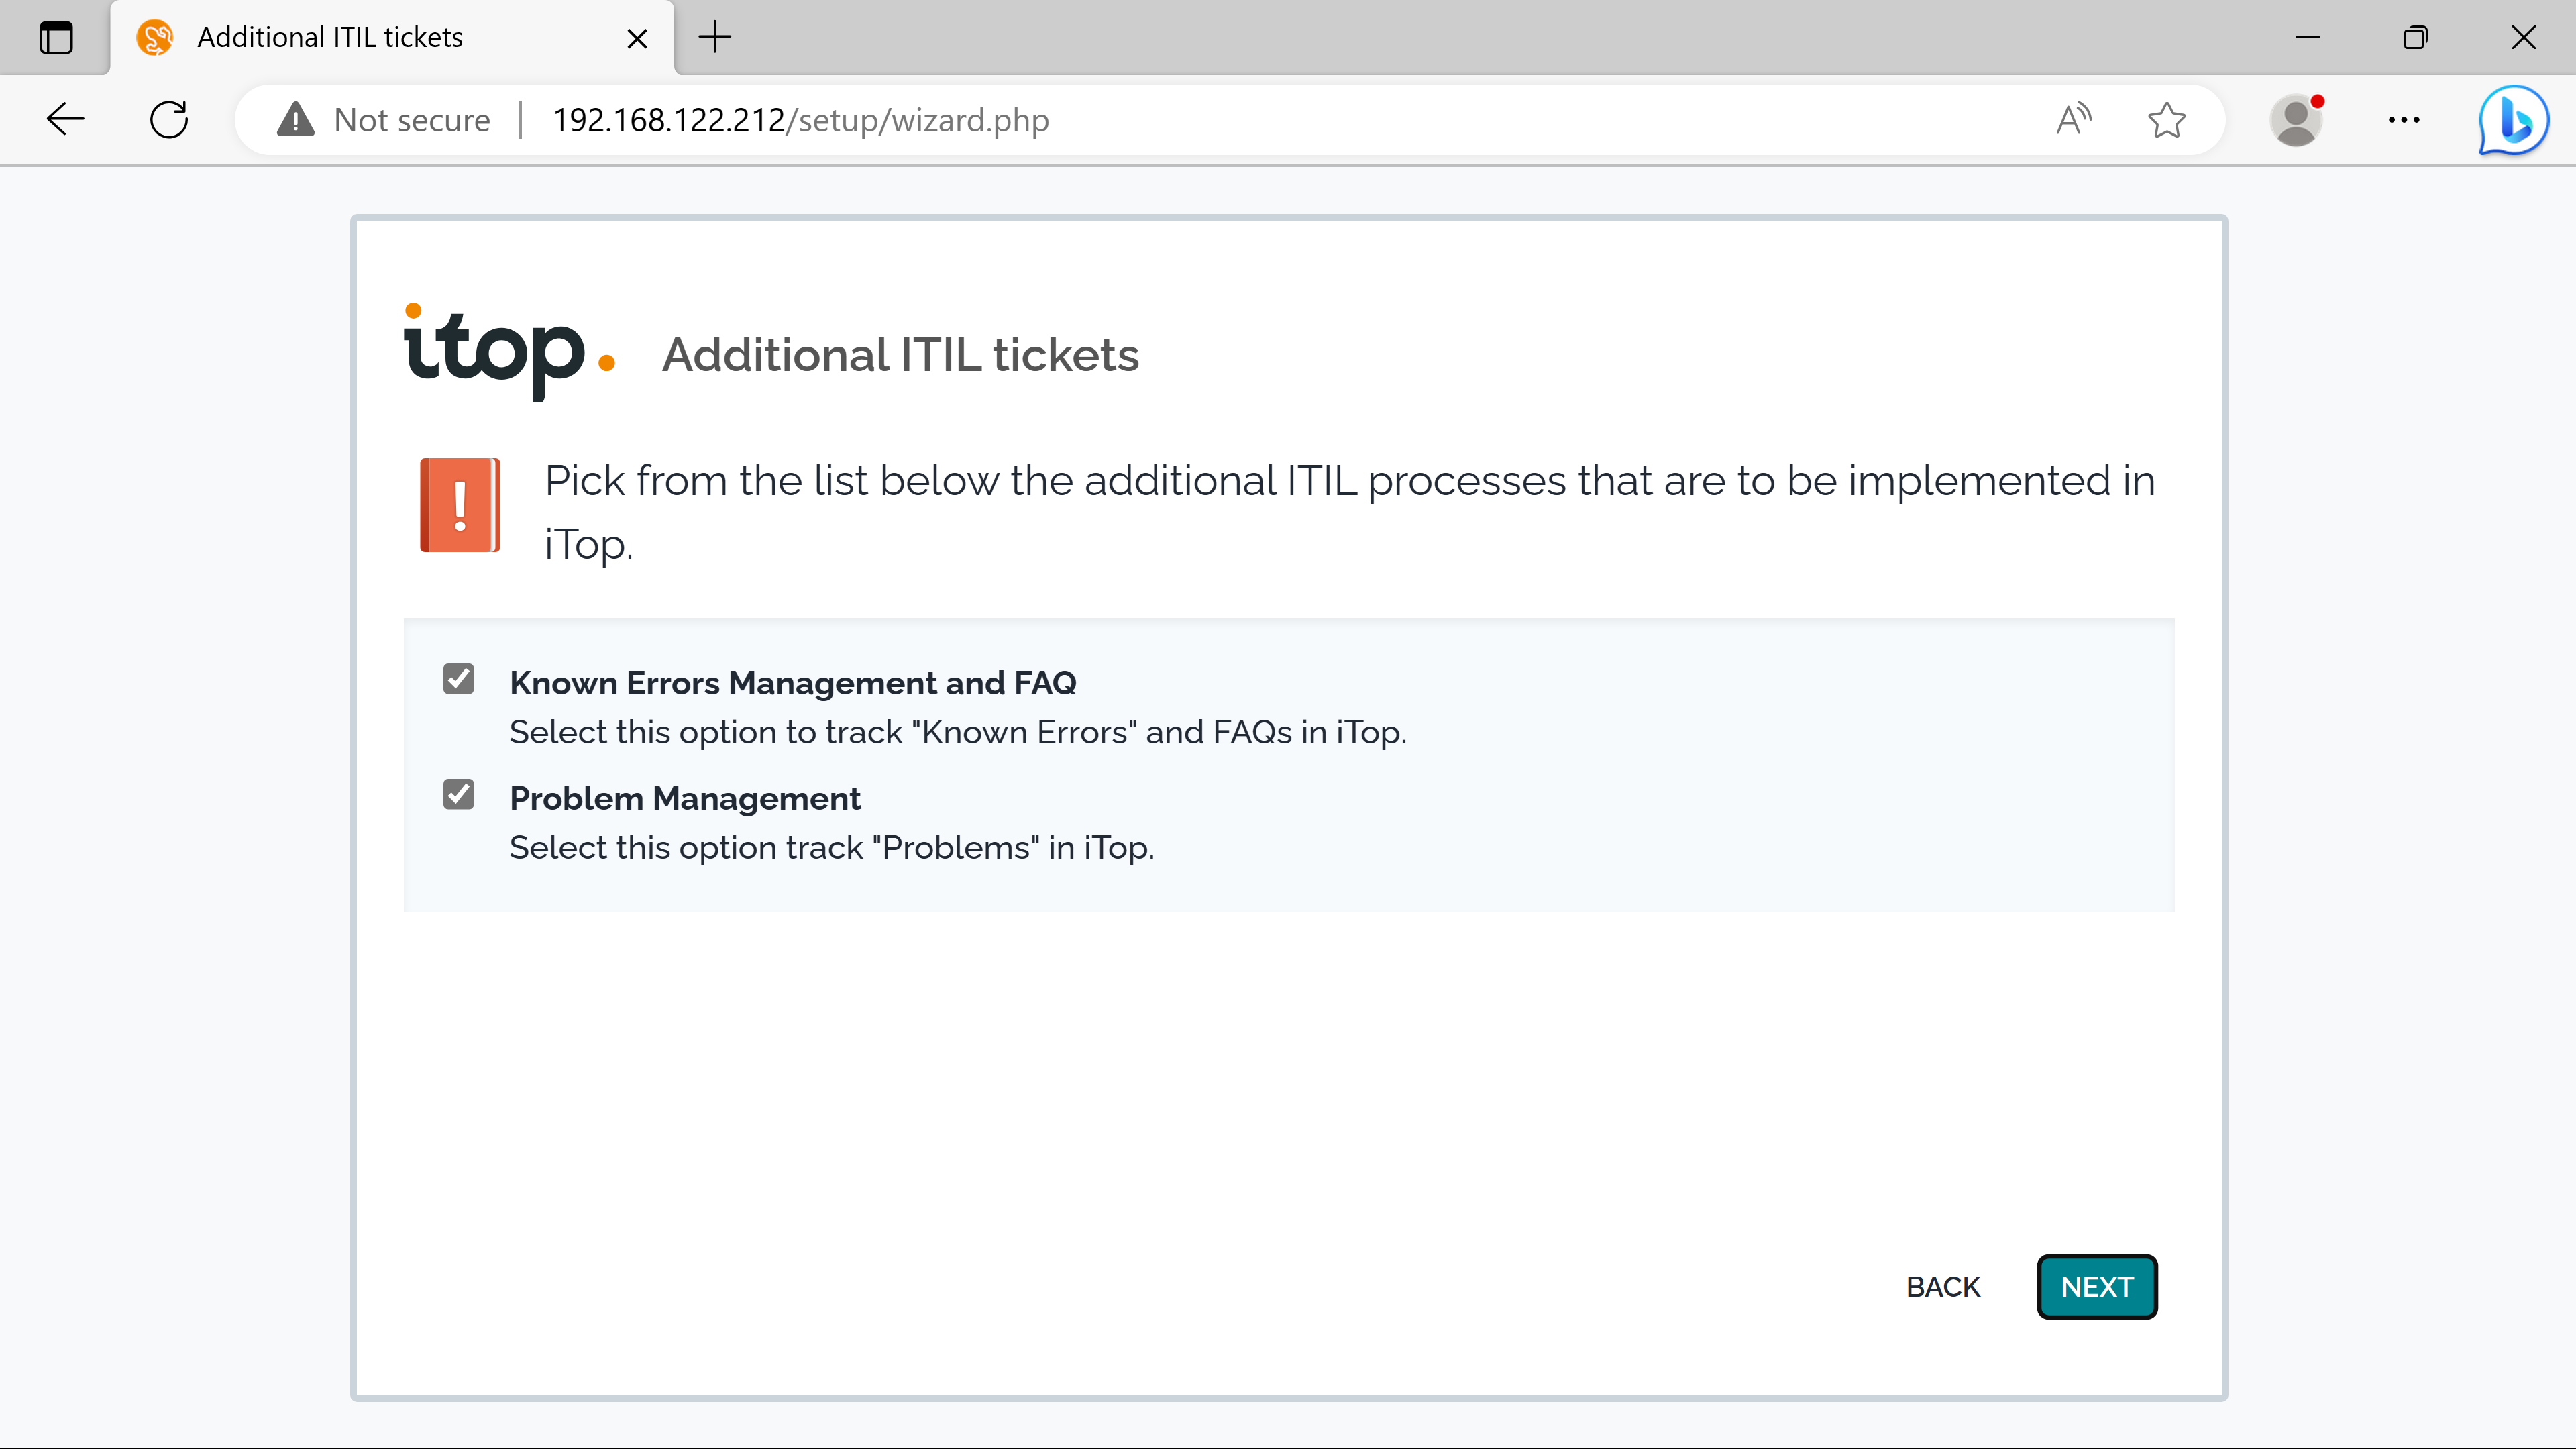 Additional ITIL tickets
Not secure
192.168.122.212/setup/wizard.php
itop
Additional ITIL tickets
Pick from the list below the additional ITIL processes that are to be implemented in
iTop.
Known Errors Management and FAQ
Select this option to track "Known Errors" and FAQs in iTop.
Problem Management
Select this option track "Problems" in iTop.
BACK
NEXT